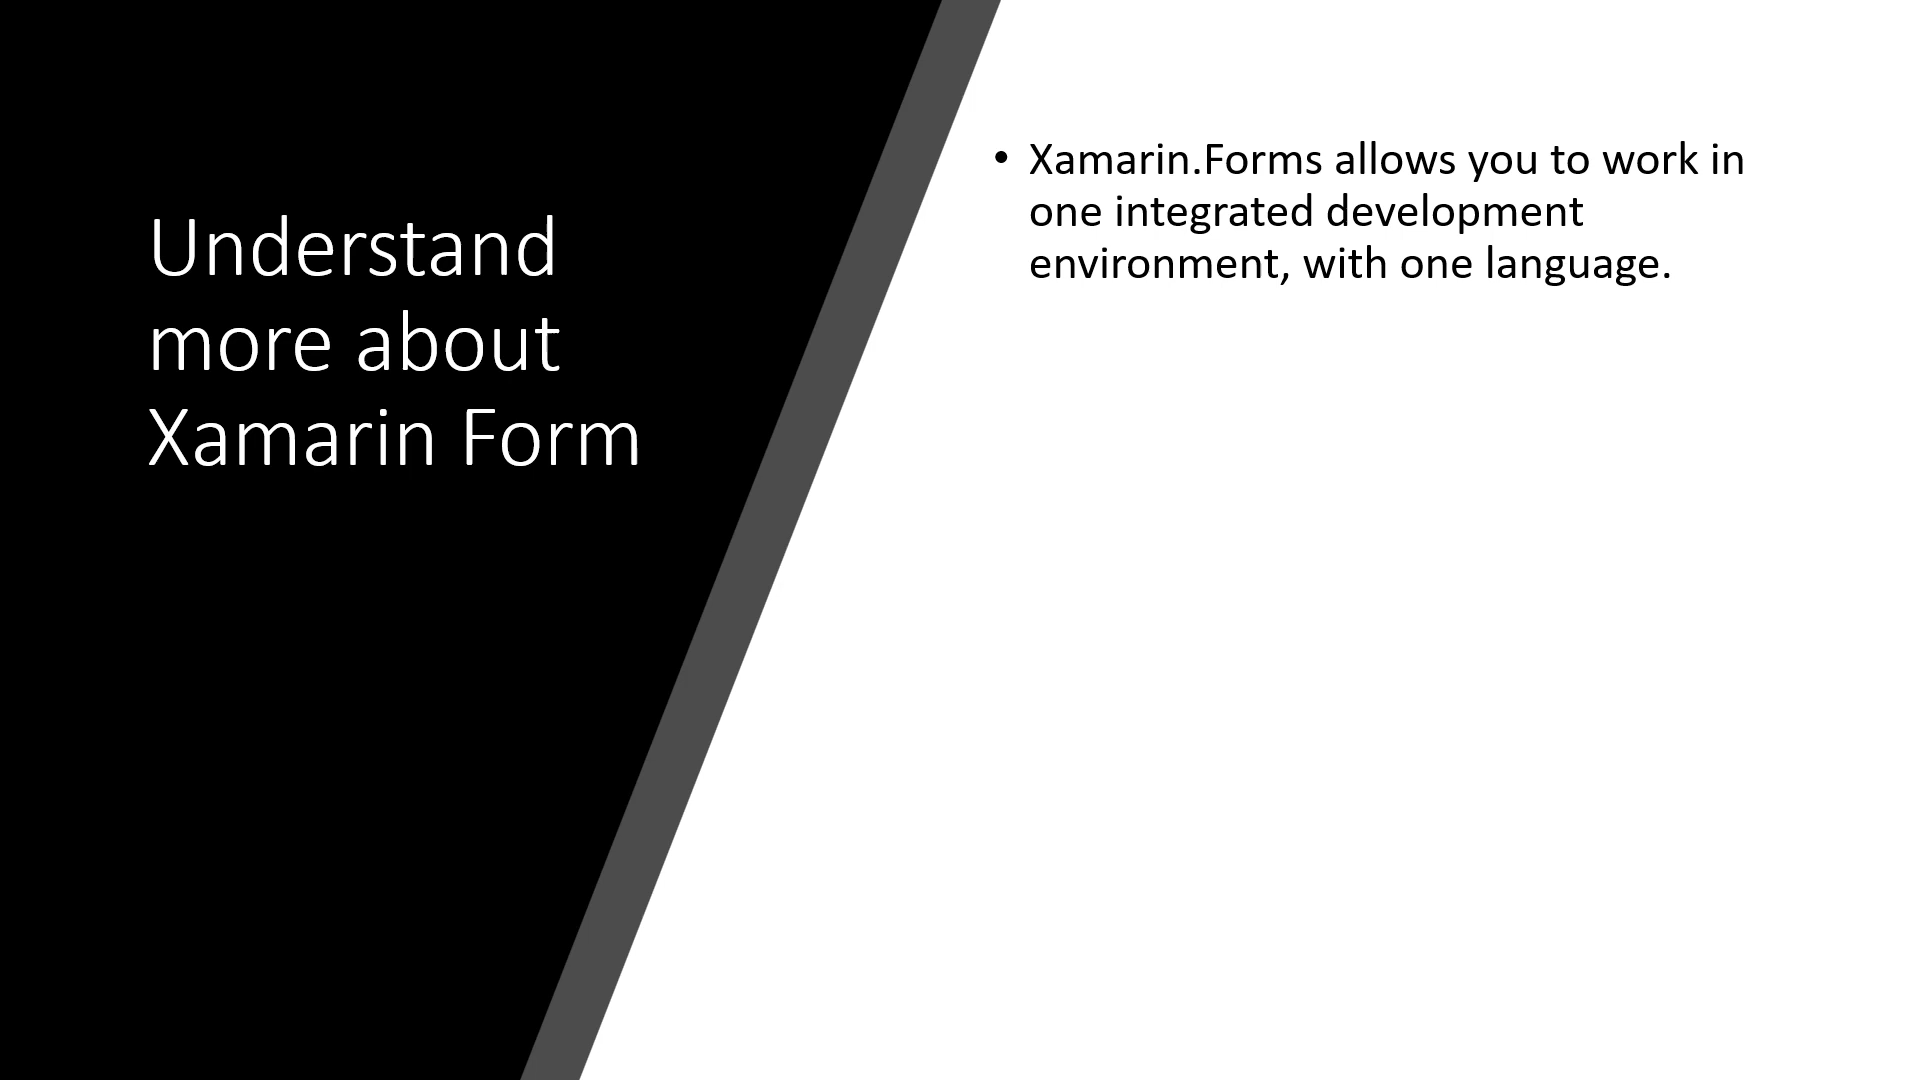 Understand
more about
Xamarin Form
• Xamarin.Forms allows you to work in
one integrated development
environment, with one language.